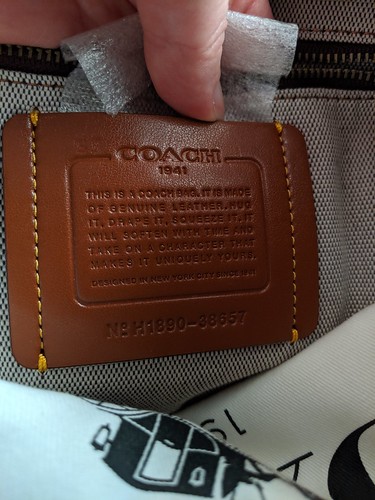 COACH
1941
THIS IS A COACH BAG. IT IS MADE
OF GENUINE LEATHER. HUG
IT. DRAPE IT. SQUEEZE IT. IT
WILL SOFTEN WITH TIME AND
TAKE ON A CHARACTER THAT
MAKES IT UNIQUELY YOURS.
DESIGNED IN NEW YORK CITY SINCE 1941
Nº H1890-38657